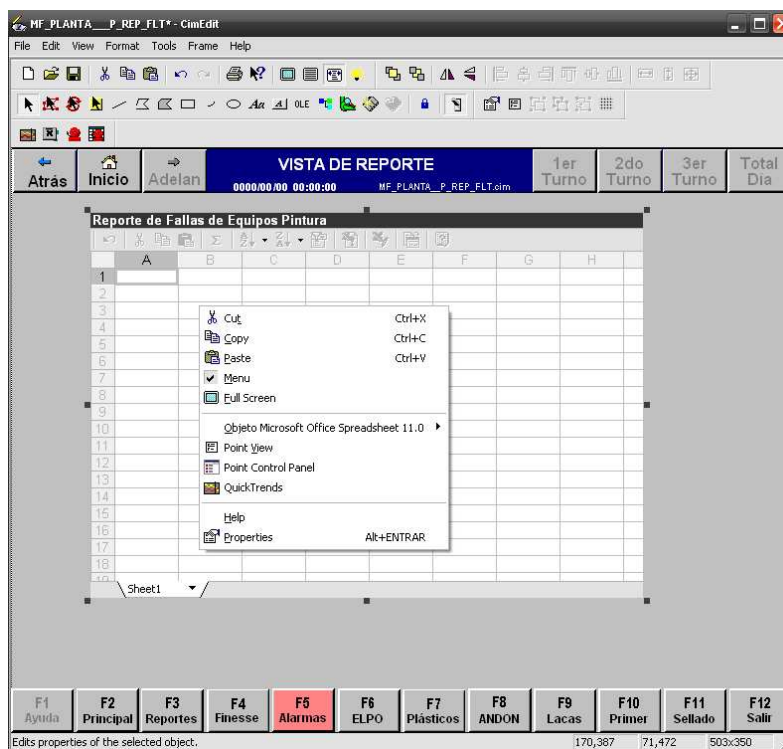 MF_PLANTA___P_REP_FLT* - CimEdit
File Edit View Format Tools Frame Help
Aa OLE
Atrás Inicio Adelan VISTA DE REPORTE 1er Turno 2do Turno 3er Turno Total Dia
0000/00/00 00:00:00 MF_PLANTA__P_REP_FLT.cim
Reporte de Fallas de Equipos Pintura
A B C D E F G H
1
2
3
4
5
6
7
8
9
10
11
12
13
14
15
16
17
18
19
Cut Ctrl+X
Copy Ctrl+C
Paste Ctrl+V
Menu
Full Screen
Objeto Microsoft Office Spreadsheet 11.0
Point View
Point Control Panel
QuickTrends
Help
Properties Alt+ENTRAR
Sheet1
F1 F2 F3 F4 F5 F6 F7 F8 F9 F10 F11 F12
Ayuda Principal Reportes Finesse Alarmas ELPO Plásticos ANDON Lacas Primer Sellado Salir
Edits properties of the selected object. 170,387 71,472 503x350